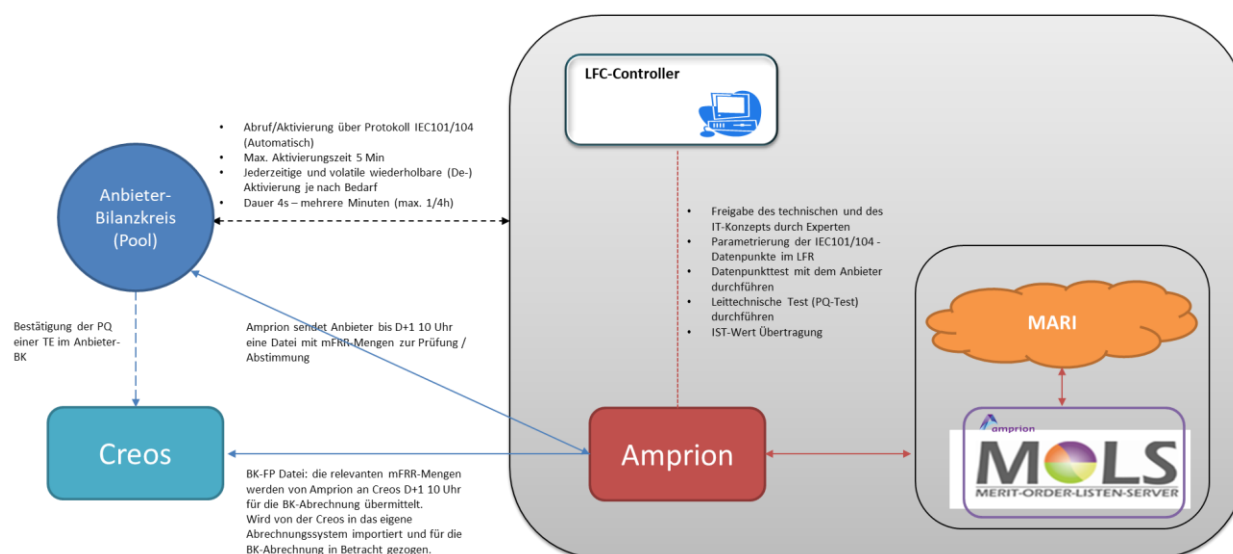 LFC-Controller
• Abruf/Aktivierung über Protokoll IEC101/104
(Automatisch)
• Max. Aktivierungszeit 5 Min
• Jederzeitige und volatile wiederholbare (De-)
Aktivierung je nach Bedarf
• Dauer 4s – mehrere Minuten (max. 1/4h)
Anbieter-
Bilanzkreis
(Pool)
• Freigabe des technischen und des
IT-Konzepts durch Experten
• Parametrierung der IEC101/104 -
Datenpunkte im LFR
• Datenpunkttest mit dem Anbieter
durchführen
• Leittechnische Test (PQ-Test)
durchführen
• IST-Wert Übertragung
MARI
Bestätigung der PQ
einer TE im Anbieter-
BK
Amprion sendet Anbieter bis D+1 10 Uhr
eine Datei mit mFRR-Mengen zur Prüfung /
Abstimmung
Creos
Amprion
amprion
MOLS
MERIT-ORDER-LISTEN-SERVER
BK-FP Datei: die relevanten mFRR-Mengen
werden von Amprion an Creos D+1 10 Uhr
für die BK-Abrechnung übermittelt.
Wird von der Creos in das eigene
Abrechnungssystem importiert und für die
BK-Abrechnung in Betracht gezogen.